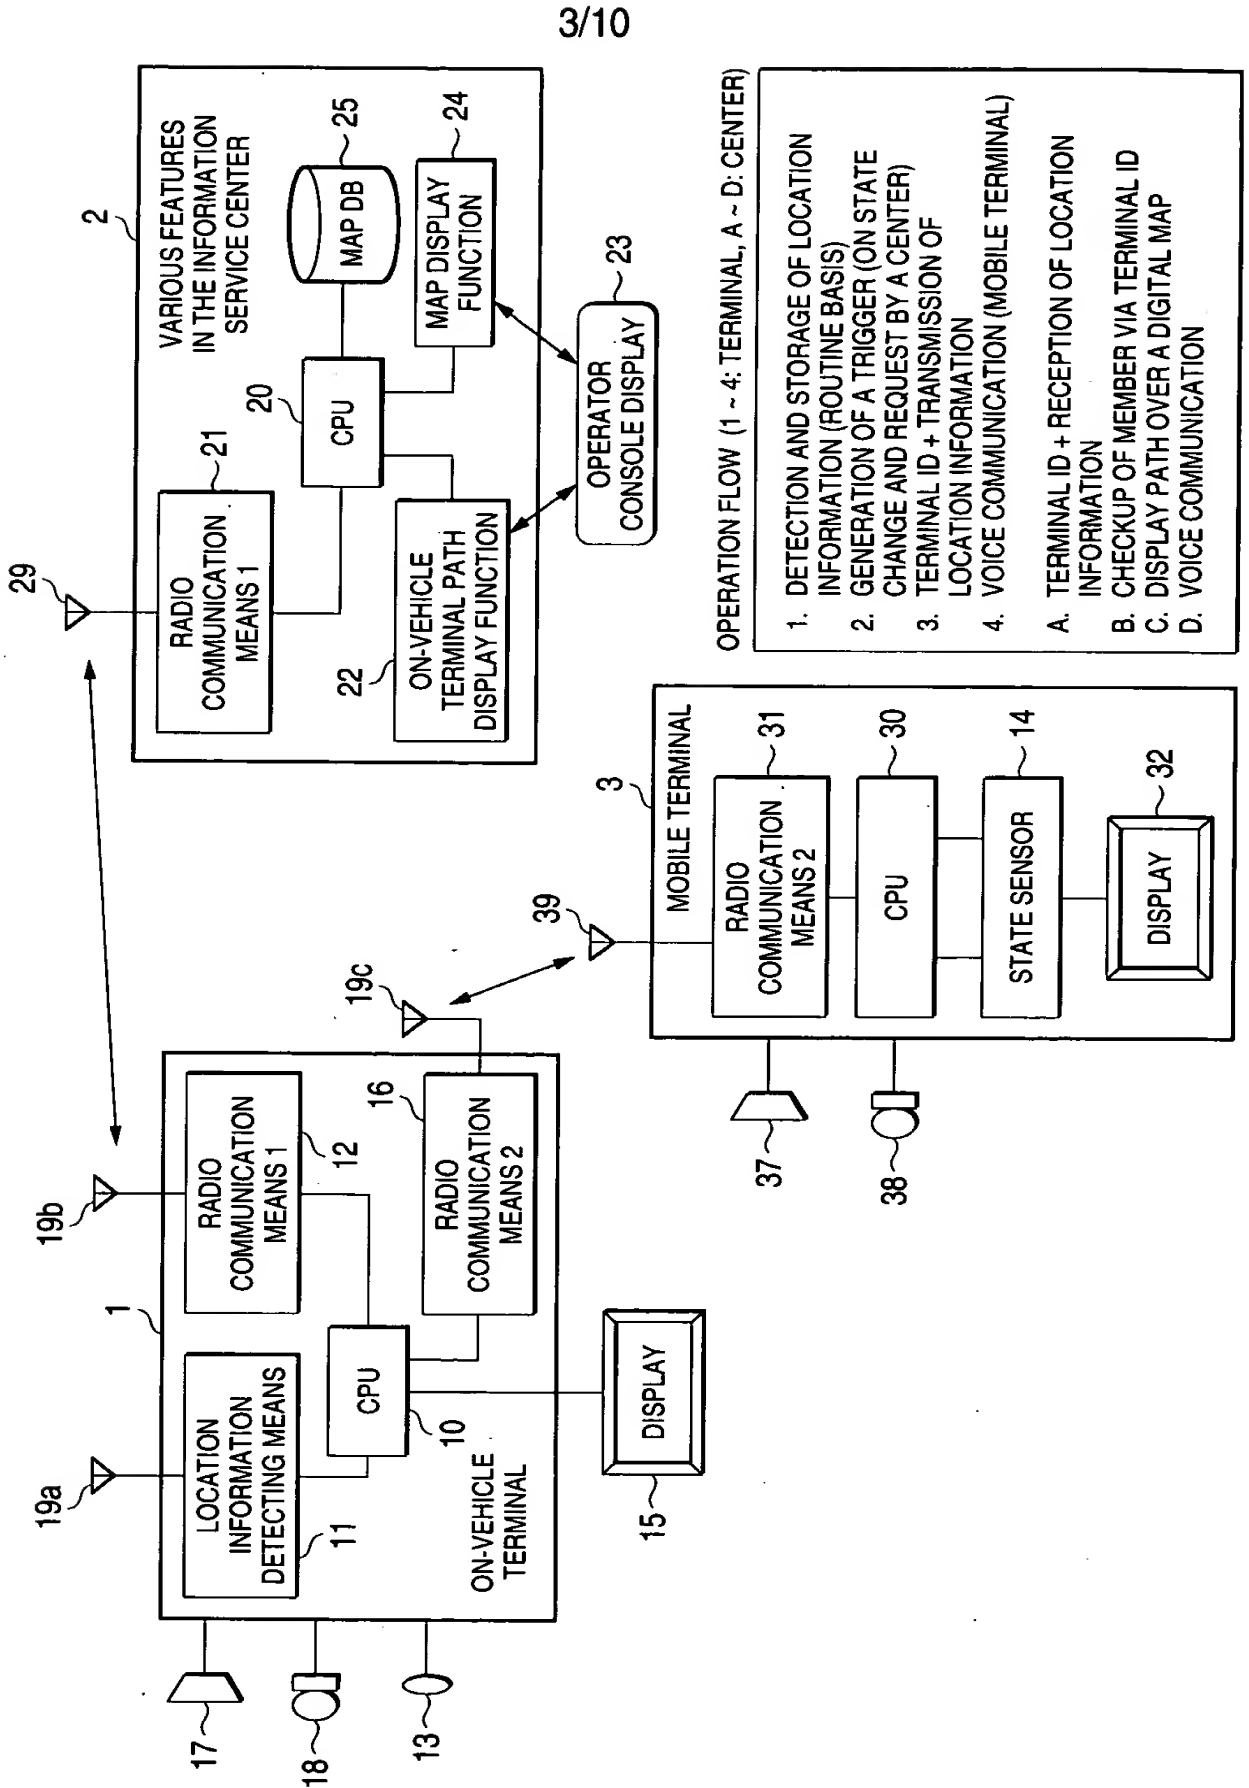 3/10
19a
19b
1
LOCATION
INFORMATION
DETECTING MEANS
11
RADIO
COMMUNICATION
MEANS 1
12
CPU
10
RADIO
COMMUNICATION
MEANS 2
16
19c
ON-VEHICLE
TERMINAL
17
18
13
DISPLAY
15
29
2
VARIOUS FEATURES
IN THE INFORMATION
SERVICE CENTER
RADIO
COMMUNICATION
MEANS 1
21
CPU
20
MAP DB
25
ON-VEHICLE
TERMINAL PATH
DISPLAY FUNCTION
22
MAP DISPLAY
FUNCTION
24
OPERATOR
CONSOLE DISPLAY
23
39
3
MOBILE TERMINAL
RADIO
COMMUNICATION
MEANS 2
31
CPU
30
STATE SENSOR
14
DISPLAY
32
37
38
OPERATION FLOW (1 ~ 4: TERMINAL, A ~ D: CENTER)
1. DETECTION AND STORAGE OF LOCATION
INFORMATION (ROUTINE BASIS)
2. GENERATION OF A TRIGGER (ON STATE
CHANGE AND REQUEST BY A CENTER)
3. TERMINAL ID + TRANSMISSION OF
LOCATION INFORMATION
4. VOICE COMMUNICATION (MOBILE TERMINAL)
A. TERMINAL ID + RECEPTION OF LOCATION
INFORMATION
B. CHECKUP OF MEMBER VIA TERMINAL ID
C. DISPLAY PATH OVER A DIGITAL MAP
D. VOICE COMMUNICATION